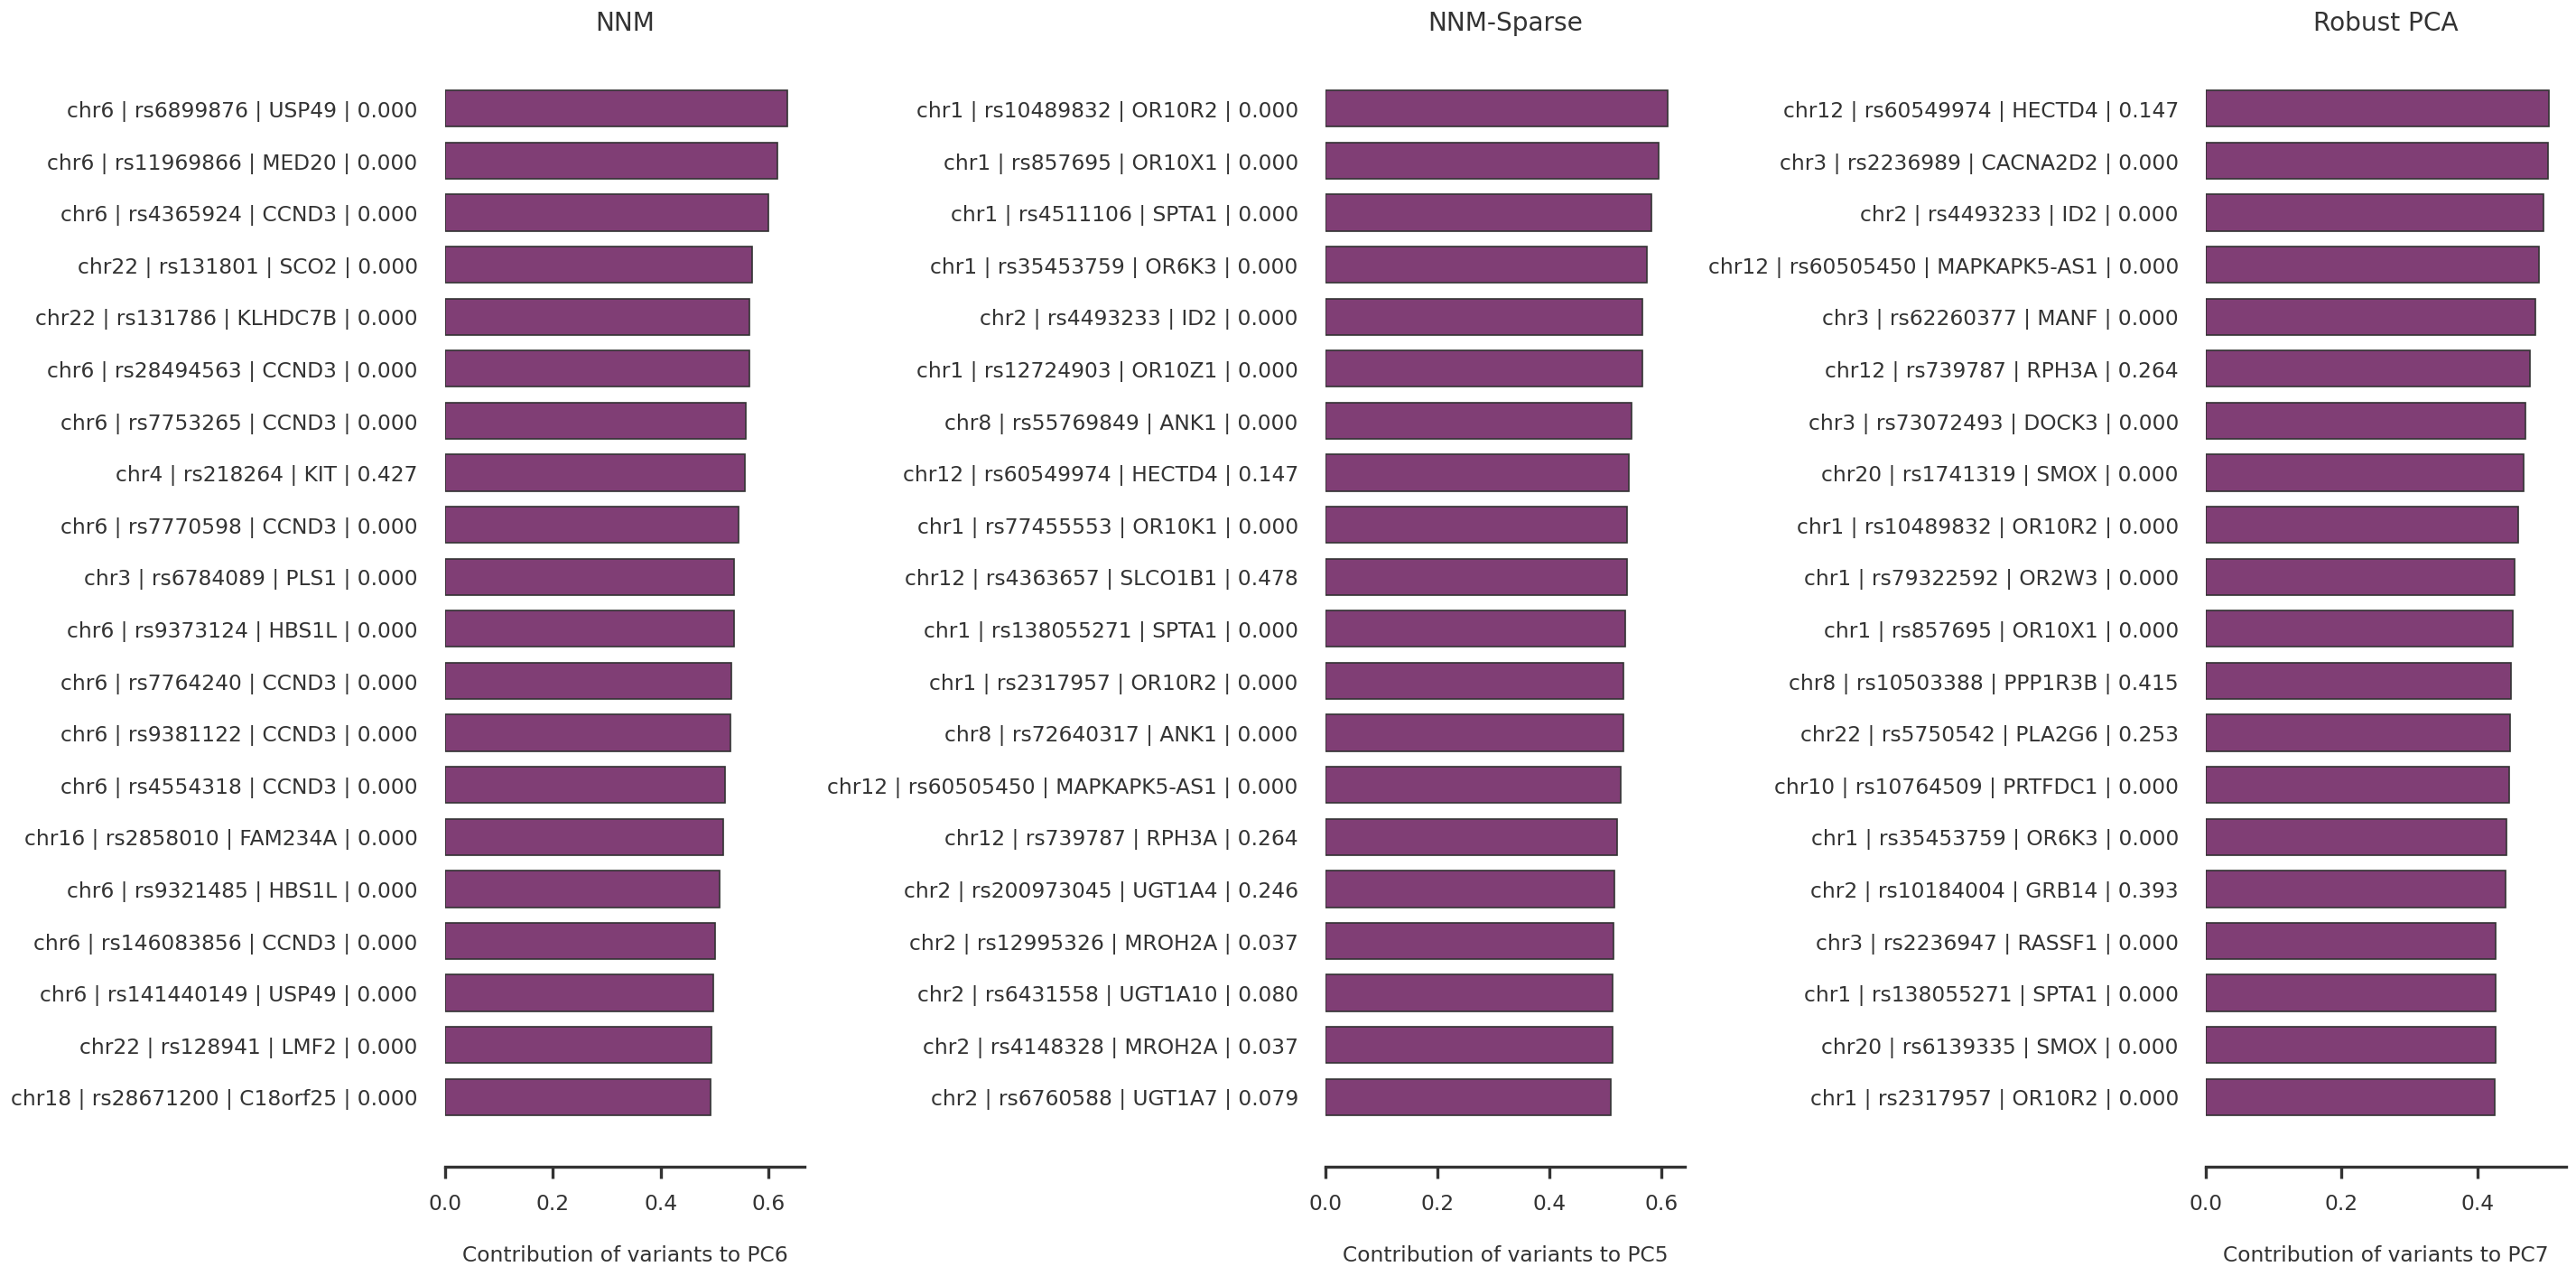 NNM
chr6 | rs6899876 | USP49 | 0.000
chr6 | rs11969866 | MED20 | 0.000
chr6 | rs4365924 | CCND3 | 0.000
chr22 | rs131801 | SCO2 | 0.000
chr22 | rs131786 | KLHDC7B | 0.000
chr6 | rs28494563 | CCND3 | 0.000
chr6 | rs7753265 | CCND3 | 0.000
chr4 | rs218264 | KIT | 0.427
chr6 | rs7770598 | CCND3 | 0.000
chr3 | rs6784089 | PLS1 | 0.000
chr6 | rs9373124 | HBS1L | 0.000
chr6 | rs7764240 | CCND3 | 0.000
chr6 | rs9381122 | CCND3 | 0.000
chr6 | rs4554318 | CCND3 | 0.000
chr16 | rs2858010 | FAM234A | 0.000
chr6 | rs9321485 | HBS1L | 0.000
chr6 | rs146083856 | CCND3 | 0.000
chr6 | rs141440149 | USP49 | 0.000
chr22 | rs128941 | LMF2 | 0.000
chr18 | rs28671200 | C18orf25 | 0.000
0.0 0.2 0.4 0.6
Contribution of variants to PC6
NNM-Sparse
chr1 | rs10489832 | OR10R2 | 0.000
chr1 | rs857695 | OR10X1 | 0.000
chr1 | rs4511106 | SPTA1 | 0.000
chr1 | rs35453759 | OR6K3 | 0.000
chr2 | rs4493233 | ID2 | 0.000
chr1 | rs12724903 | OR10Z1 | 0.000
chr8 | rs55769849 | ANK1 | 0.000
chr12 | rs60549974 | HECTD4 | 0.147
chr1 | rs77455553 | OR10K1 | 0.000
chr12 | rs4363657 | SLCO1B1 | 0.478
chr1 | rs138055271 | SPTA1 | 0.000
chr1 | rs2317957 | OR10R2 | 0.000
chr8 | rs72640317 | ANK1 | 0.000
chr12 | rs60505450 | MAPKAPK5-AS1 | 0.000
chr12 | rs739787 | RPH3A | 0.264
chr2 | rs200973045 | UGT1A4 | 0.246
chr2 | rs12995326 | MROH2A | 0.037
chr2 | rs6431558 | UGT1A10 | 0.080
chr2 | rs4148328 | MROH2A | 0.037
chr2 | rs6760588 | UGT1A7 | 0.079
0.0 0.2 0.4 0.6
Contribution of variants to PC5
Robust PCA
chr12 | rs60549974 | HECTD4 | 0.147
chr3 | rs2236989 | CACNA2D2 | 0.000
chr2 | rs4493233 | ID2 | 0.000
chr12 | rs60505450 | MAPKAPK5-AS1 | 0.000
chr3 | rs62260377 | MANF | 0.000
chr12 | rs739787 | RPH3A | 0.264
chr3 | rs73072493 | DOCK3 | 0.000
chr20 | rs1741319 | SMOX | 0.000
chr1 | rs10489832 | OR10R2 | 0.000
chr1 | rs79322592 | OR2W3 | 0.000
chr1 | rs857695 | OR10X1 | 0.000
chr8 | rs10503388 | PPP1R3B | 0.415
chr22 | rs5750542 | PLA2G6 | 0.253
chr10 | rs10764509 | PRTFDC1 | 0.000
chr1 | rs35453759 | OR6K3 | 0.000
chr2 | rs10184004 | GRB14 | 0.393
chr3 | rs2236947 | RASSF1 | 0.000
chr1 | rs138055271 | SPTA1 | 0.000
chr20 | rs6139335 | SMOX | 0.000
chr1 | rs2317957 | OR10R2 | 0.000
0.0 0.2 0.4
Contribution of variants to PC7